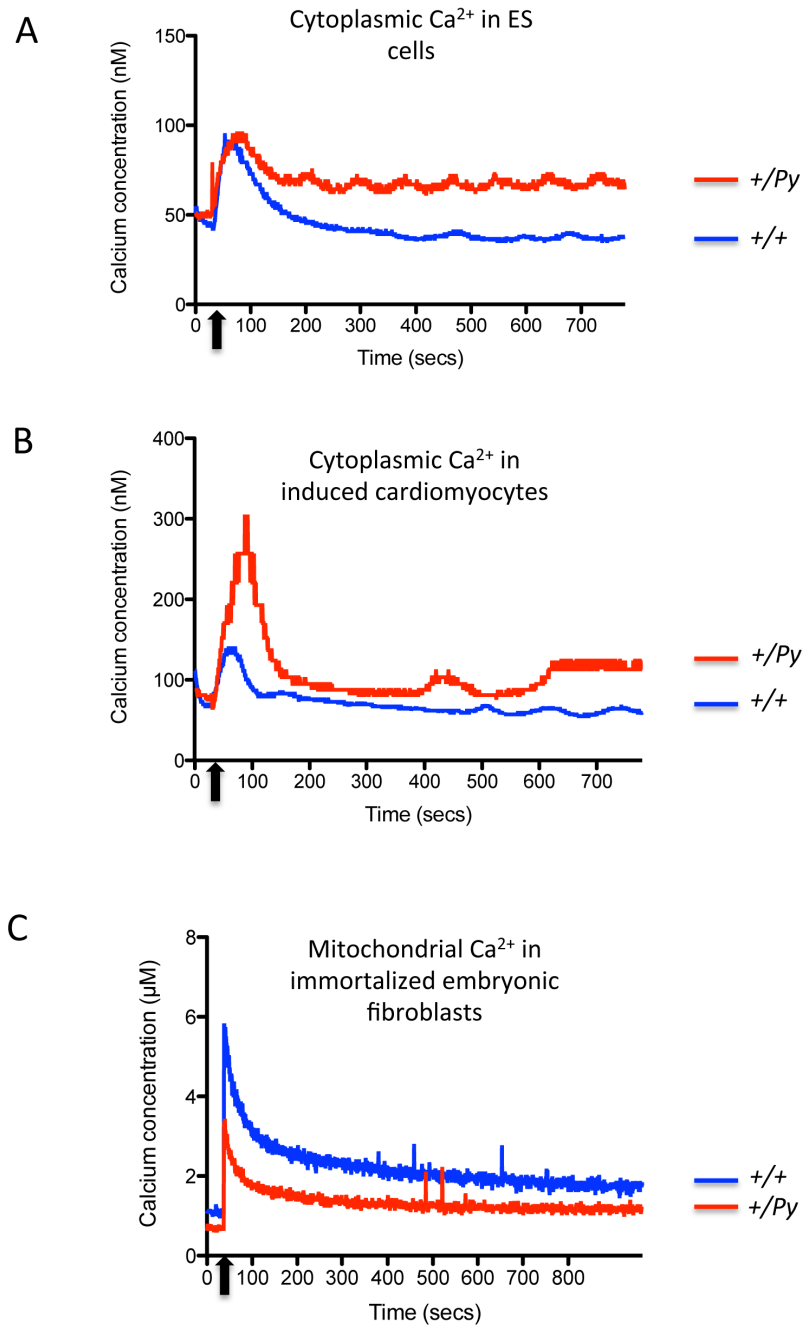 A
Cytoplasmic Ca²⁺ in ES
cells
Calcium concentration (nM)
150
100
50
0
0 100 200 300 400 500 600 700
Time (secs)
+/Py
+/+
B
Cytoplasmic Ca²⁺ in
induced cardiomyocytes
Calcium concentration (nM)
400
300
200
100
0
0 100 200 300 400 500 600 700
Time (secs)
+/Py
+/+
C
Mitochondrial Ca²⁺ in
immortalized embryonic
fibroblasts
Calcium concentration (μM)
8
6
4
2
0
0 100 200 300 400 500 600 700 800
Time (secs)
+/+
+/Py